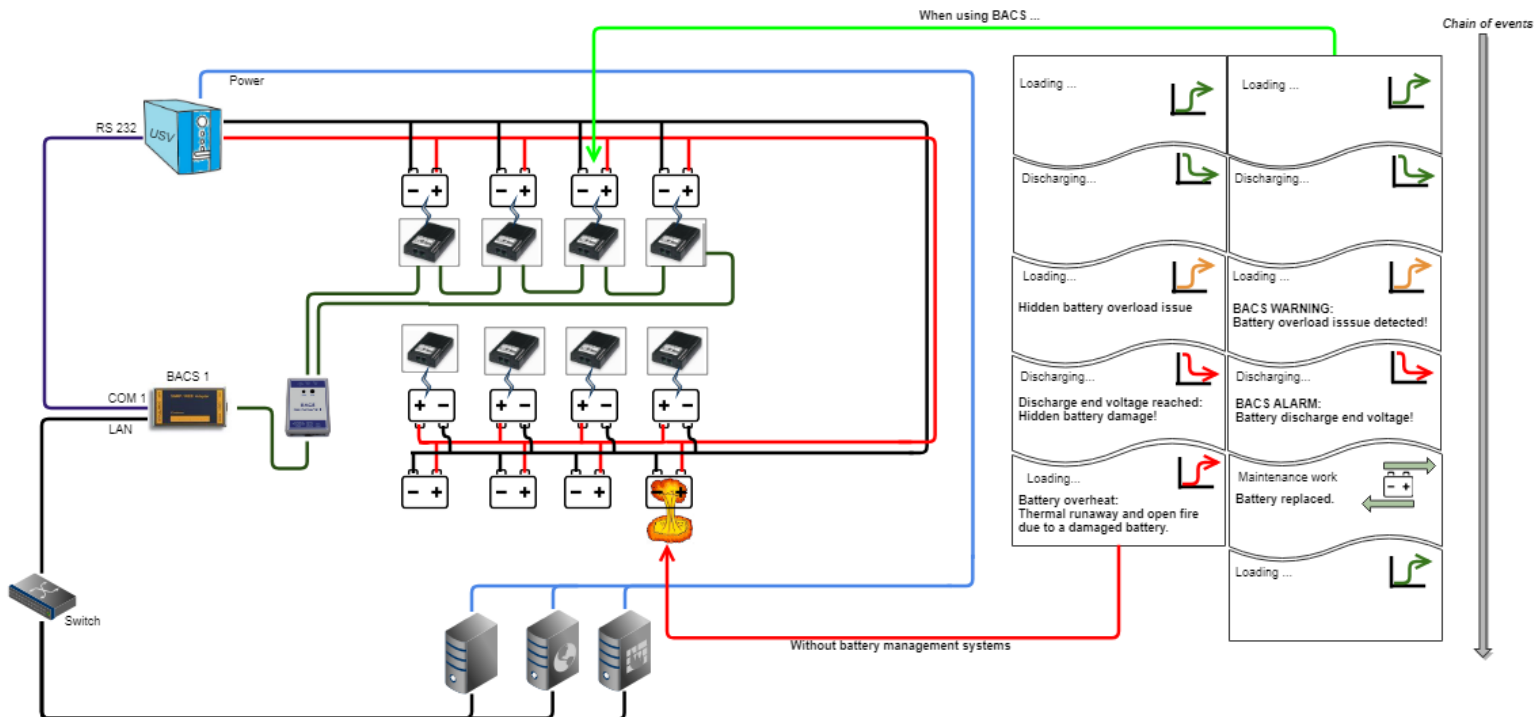 When using BACS ...
Chain of events
Power
RS 232
USV
BACS 1
COM 1
LAN
BACS
Switch
Without battery management systems
Loading ...
Discharging...
Loading...
Hidden battery overload issue
Discharging...
Discharge end voltage reached:
Hidden battery damage!
Loading...
Battery overheat:
Thermal runaway and open fire
due to a damaged battery.
Loading ...
Discharging...
Loading...
BACS WARNING:
Battery overload isssue detected!
Discharging...
BACS ALARM:
Battery discharge end voltage!
Maintenance work
Battery replaced.
Loading ...